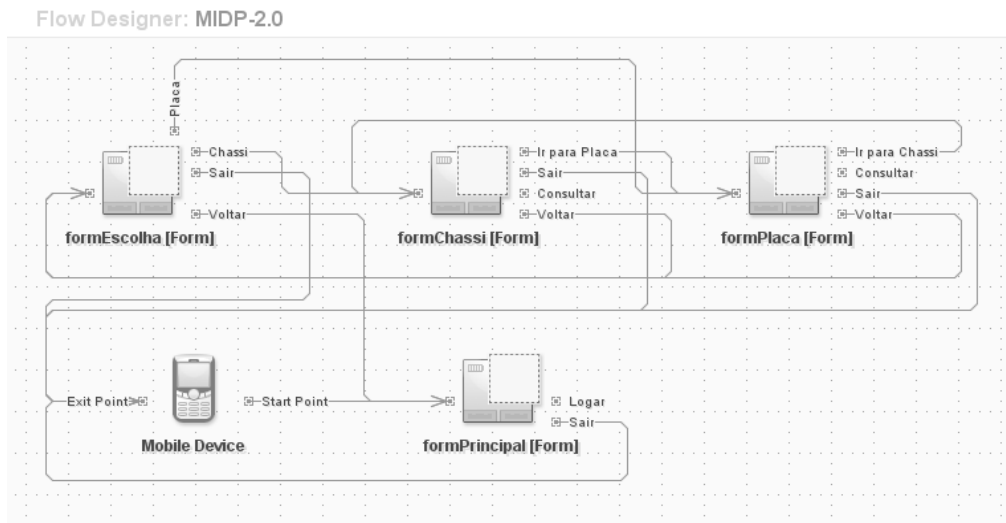 Flow Designer: MIDP-2.0
Placa
Chassi
Sair
Voltar
formEscolha [Form]
Ir para Placa
Sair
Consultar
Voltar
formChassi [Form]
Ir para Chassi
Consultar
Sair
Voltar
formPlaca [Form]
Exit Point
Start Point
Mobile Device
Logar
Sair
formPrincipal [Form]